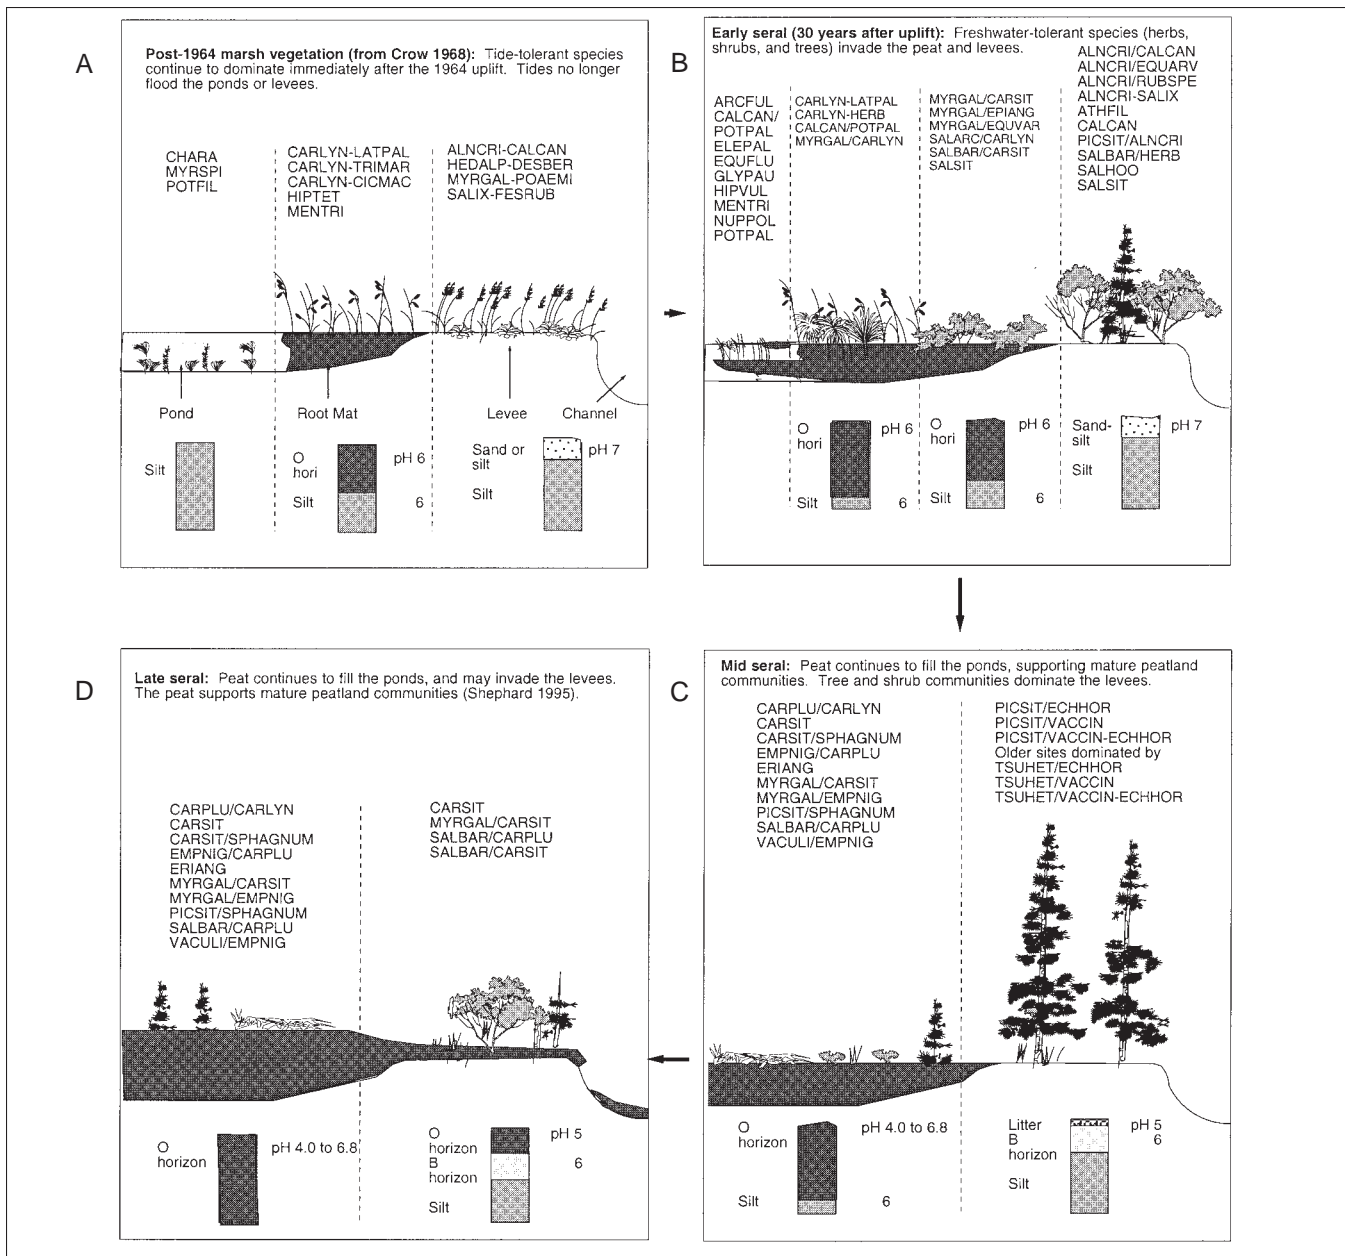 A
Post-1964 marsh vegetation (from Crow 1968): Tide-tolerant species
continue to dominate immediately after the 1964 uplift. Tides no longer
flood the ponds or levees.
CHARA
MYRSPI
POTFIL
CARLYN-LATPAL
CARLYN-TRIMAR
CARLYN-CICMAC
HIPTET
MENTRI
ALNCRI-CALCAN
HEDALP-DESBER
MYRGAL-POAEMI
SALIX-FESRUB
Pond
Root Mat
Levee
Channel
Silt
O
hori
pH 6
Silt
6
Sand or
silt
pH 7
Silt
B
Early seral (30 years after uplift): Freshwater-tolerant species (herbs,
shrubs, and trees) invade the peat and levees.
ARCFUL
CALCAN/
POTPAL
ELEPAL
EQUFLU
GLYPAU
HIPVUL
MENTRI
NUPPOL
POTPAL
CARLYN-LATPAL
CARLYN-HERB
CALCAN/POTPAL
MYRGAL/CARLYN
MYRGAL/CARSIT
MYRGAL/EPIANG
MYRGAL/EQUVAR
SALARC/CARLYN
SALBAR/CARSIT
SALSIT
ALNCRI/CALCAN
ALNCRI/EQUARV
ALNCRI/RUBSPE
ALNCRI-SALIX
ATHFIL
CALCAN
PICSIT/ALNCRI
SALBAR/HERB
SALHOO
SALSIT
O
hori
pH 6
Silt
6
O
hori
pH 6
Silt
6
Sand-
silt
pH 7
Silt
D
Late seral: Peat continues to fill the ponds, and may invade the levees.
The peat supports mature peatland communities (Shephard 1995).
CARPLU/CARLYN
CARSIT
CARSIT/SPHAGNUM
EMPNIG/CARPLU
ERIANG
MYRGAL/CARSIT
MYRGAL/EMPNIG
PICSIT/SPHAGNUM
SALBAR/CARPLU
VACULI/EMPNIG
CARSIT
MYRGAL/CARSIT
SALBAR/CARPLU
SALBAR/CARSIT
O
horizon
pH 4.0 to 6.8
O
horizon
pH 5
B
horizon
6
Silt
C
Mid seral: Peat continues to fill the ponds, supporting mature peatland
communities. Tree and shrub communities dominate the levees.
CARPLU/CARLYN
CARSIT
CARSIT/SPHAGNUM
EMPNIG/CARPLU
ERIANG
MYRGAL/CARSIT
MYRGAL/EMPNIG
PICSIT/SPHAGNUM
SALBAR/CARPLU
VACULI/EMPNIG
PICSIT/ECHHOR
PICSIT/VACCIN
PICSIT/VACCIN-ECHHOR
Older sites dominated by
TSUHET/ECHHOR
TSUHET/VACCIN
TSUHET/VACCIN-ECHHOR
O
horizon
pH 4.0 to 6.8
Silt
6
Litter
pH 5
B
6
horizon
Silt